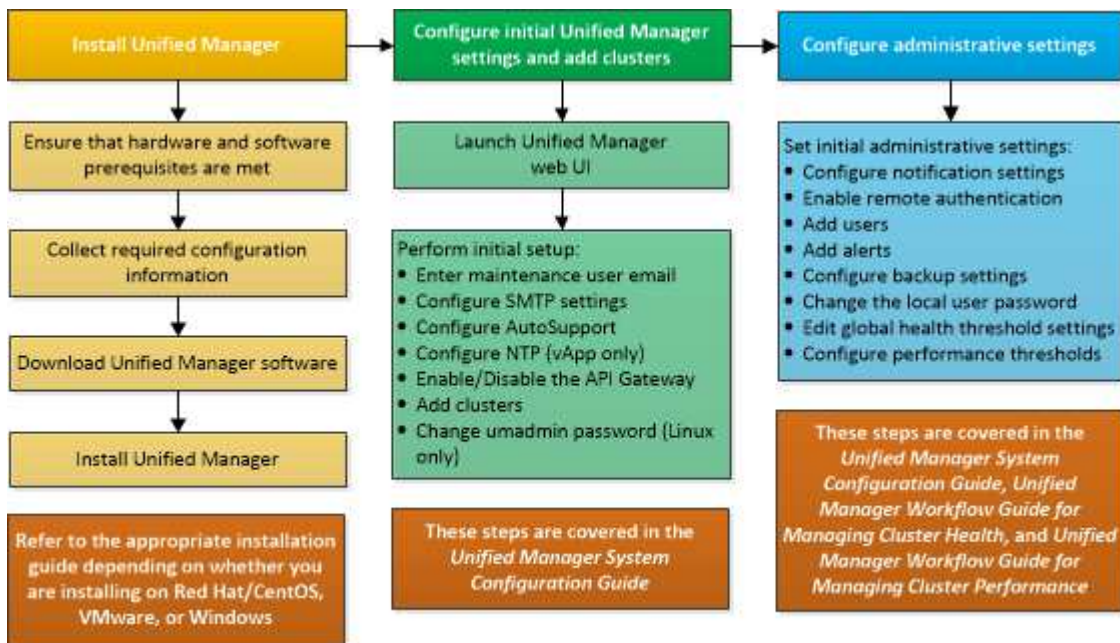 Install Unified Manager
Ensure that hardware and software
prerequisites are met
Collect required configuration
information
Download Unified Manager software
Install Unified Manager
Refer to the appropriate installation
guide depending on whether you
are installing on Red Hat/CentOS,
VMware, or Windows
Configure initial Unified Manager
settings and add clusters
Launch Unified Manager
web UI
Perform initial setup:
• Enter maintenance user email
• Configure SMTP settings
• Configure AutoSupport
• Configure NTP (vApp only)
• Enable/Disable the API Gateway
• Add clusters
• Change umadmin password (Linux
only)
These steps are covered in the
Unified Manager System
Configuration Guide
Configure administrative settings
Set initial administrative settings:
• Configure notification settings
• Enable remote authentication
• Add users
• Add alerts
• Configure backup settings
• Change the local user password
• Edit global health threshold settings
• Configure performance thresholds
These steps are covered in the
Unified Manager System
Configuration Guide, Unified
Manager Workflow Guide for
Managing Cluster Health, and Unified
Manager Workflow Guide for
Managing Cluster Performance